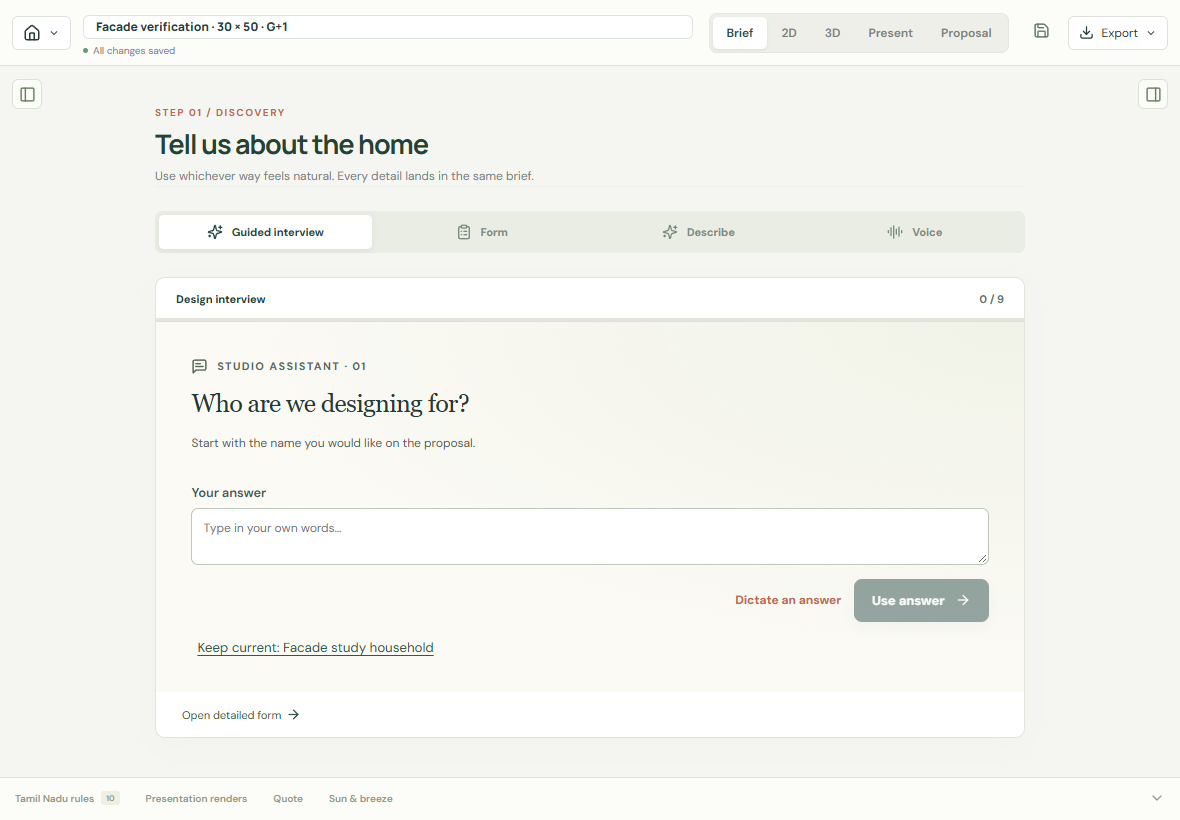 Facade verification · 30 × 50 · G+1
All changes saved
Brief
2D
3D
Present
Proposal
Export
STEP 01 / DISCOVERY
Tell us about the home
Use whichever way feels natural. Every detail lands in the same brief.
Guided interview
Form
Describe
Voice
Design interview
0 / 9
STUDIO ASSISTANT · 01
Who are we designing for?
Start with the name you would like on the proposal.
Your answer
Type in your own words…
Dictate an answer
Use answer
Keep current: Facade study household
Open detailed form
Tamil Nadu rules 10
Presentation renders
Quote
Sun & breeze